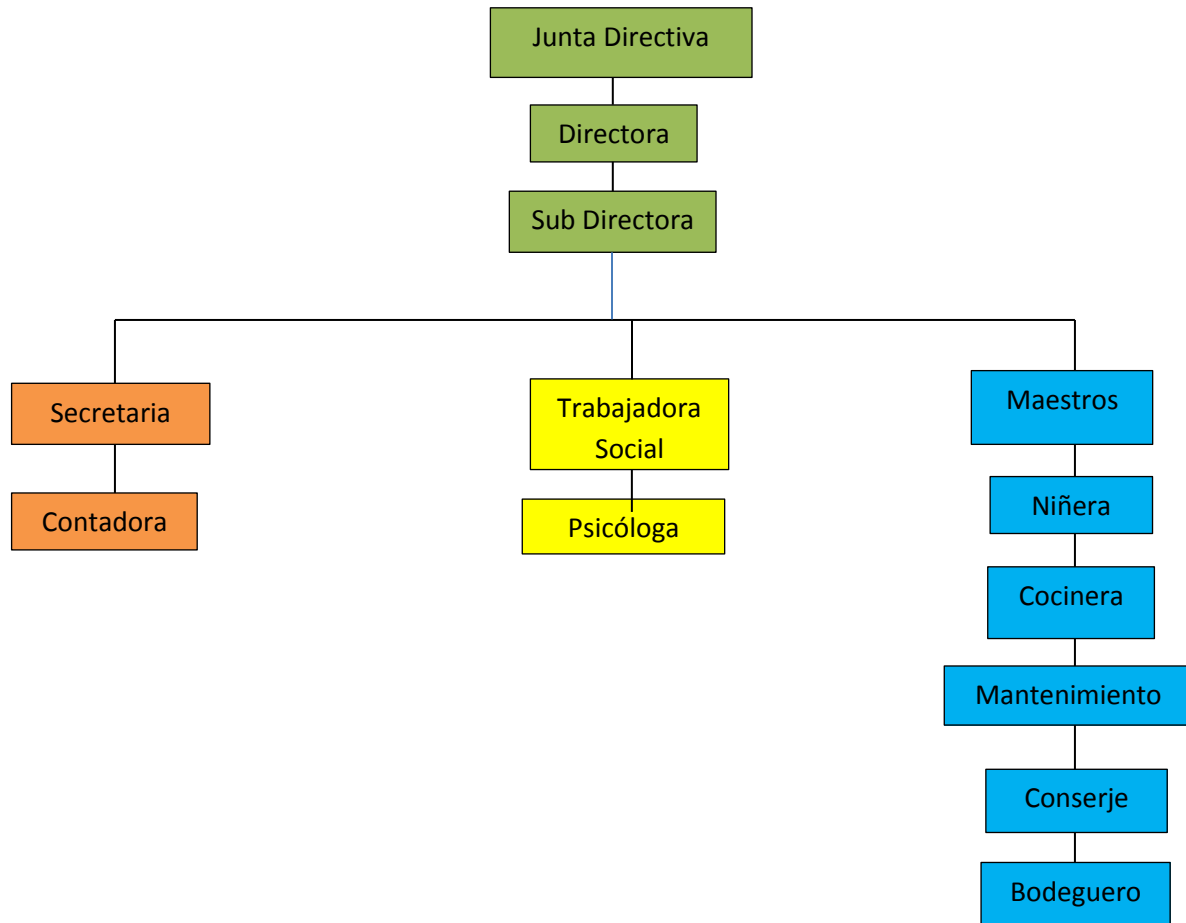 Junta Directiva
Directora
Sub Directora
Secretaria
Contadora
Trabajadora
Social
Psicóloga
Maestros
Niñera
Cocinera
Mantenimiento
Conserje
Bodeguero